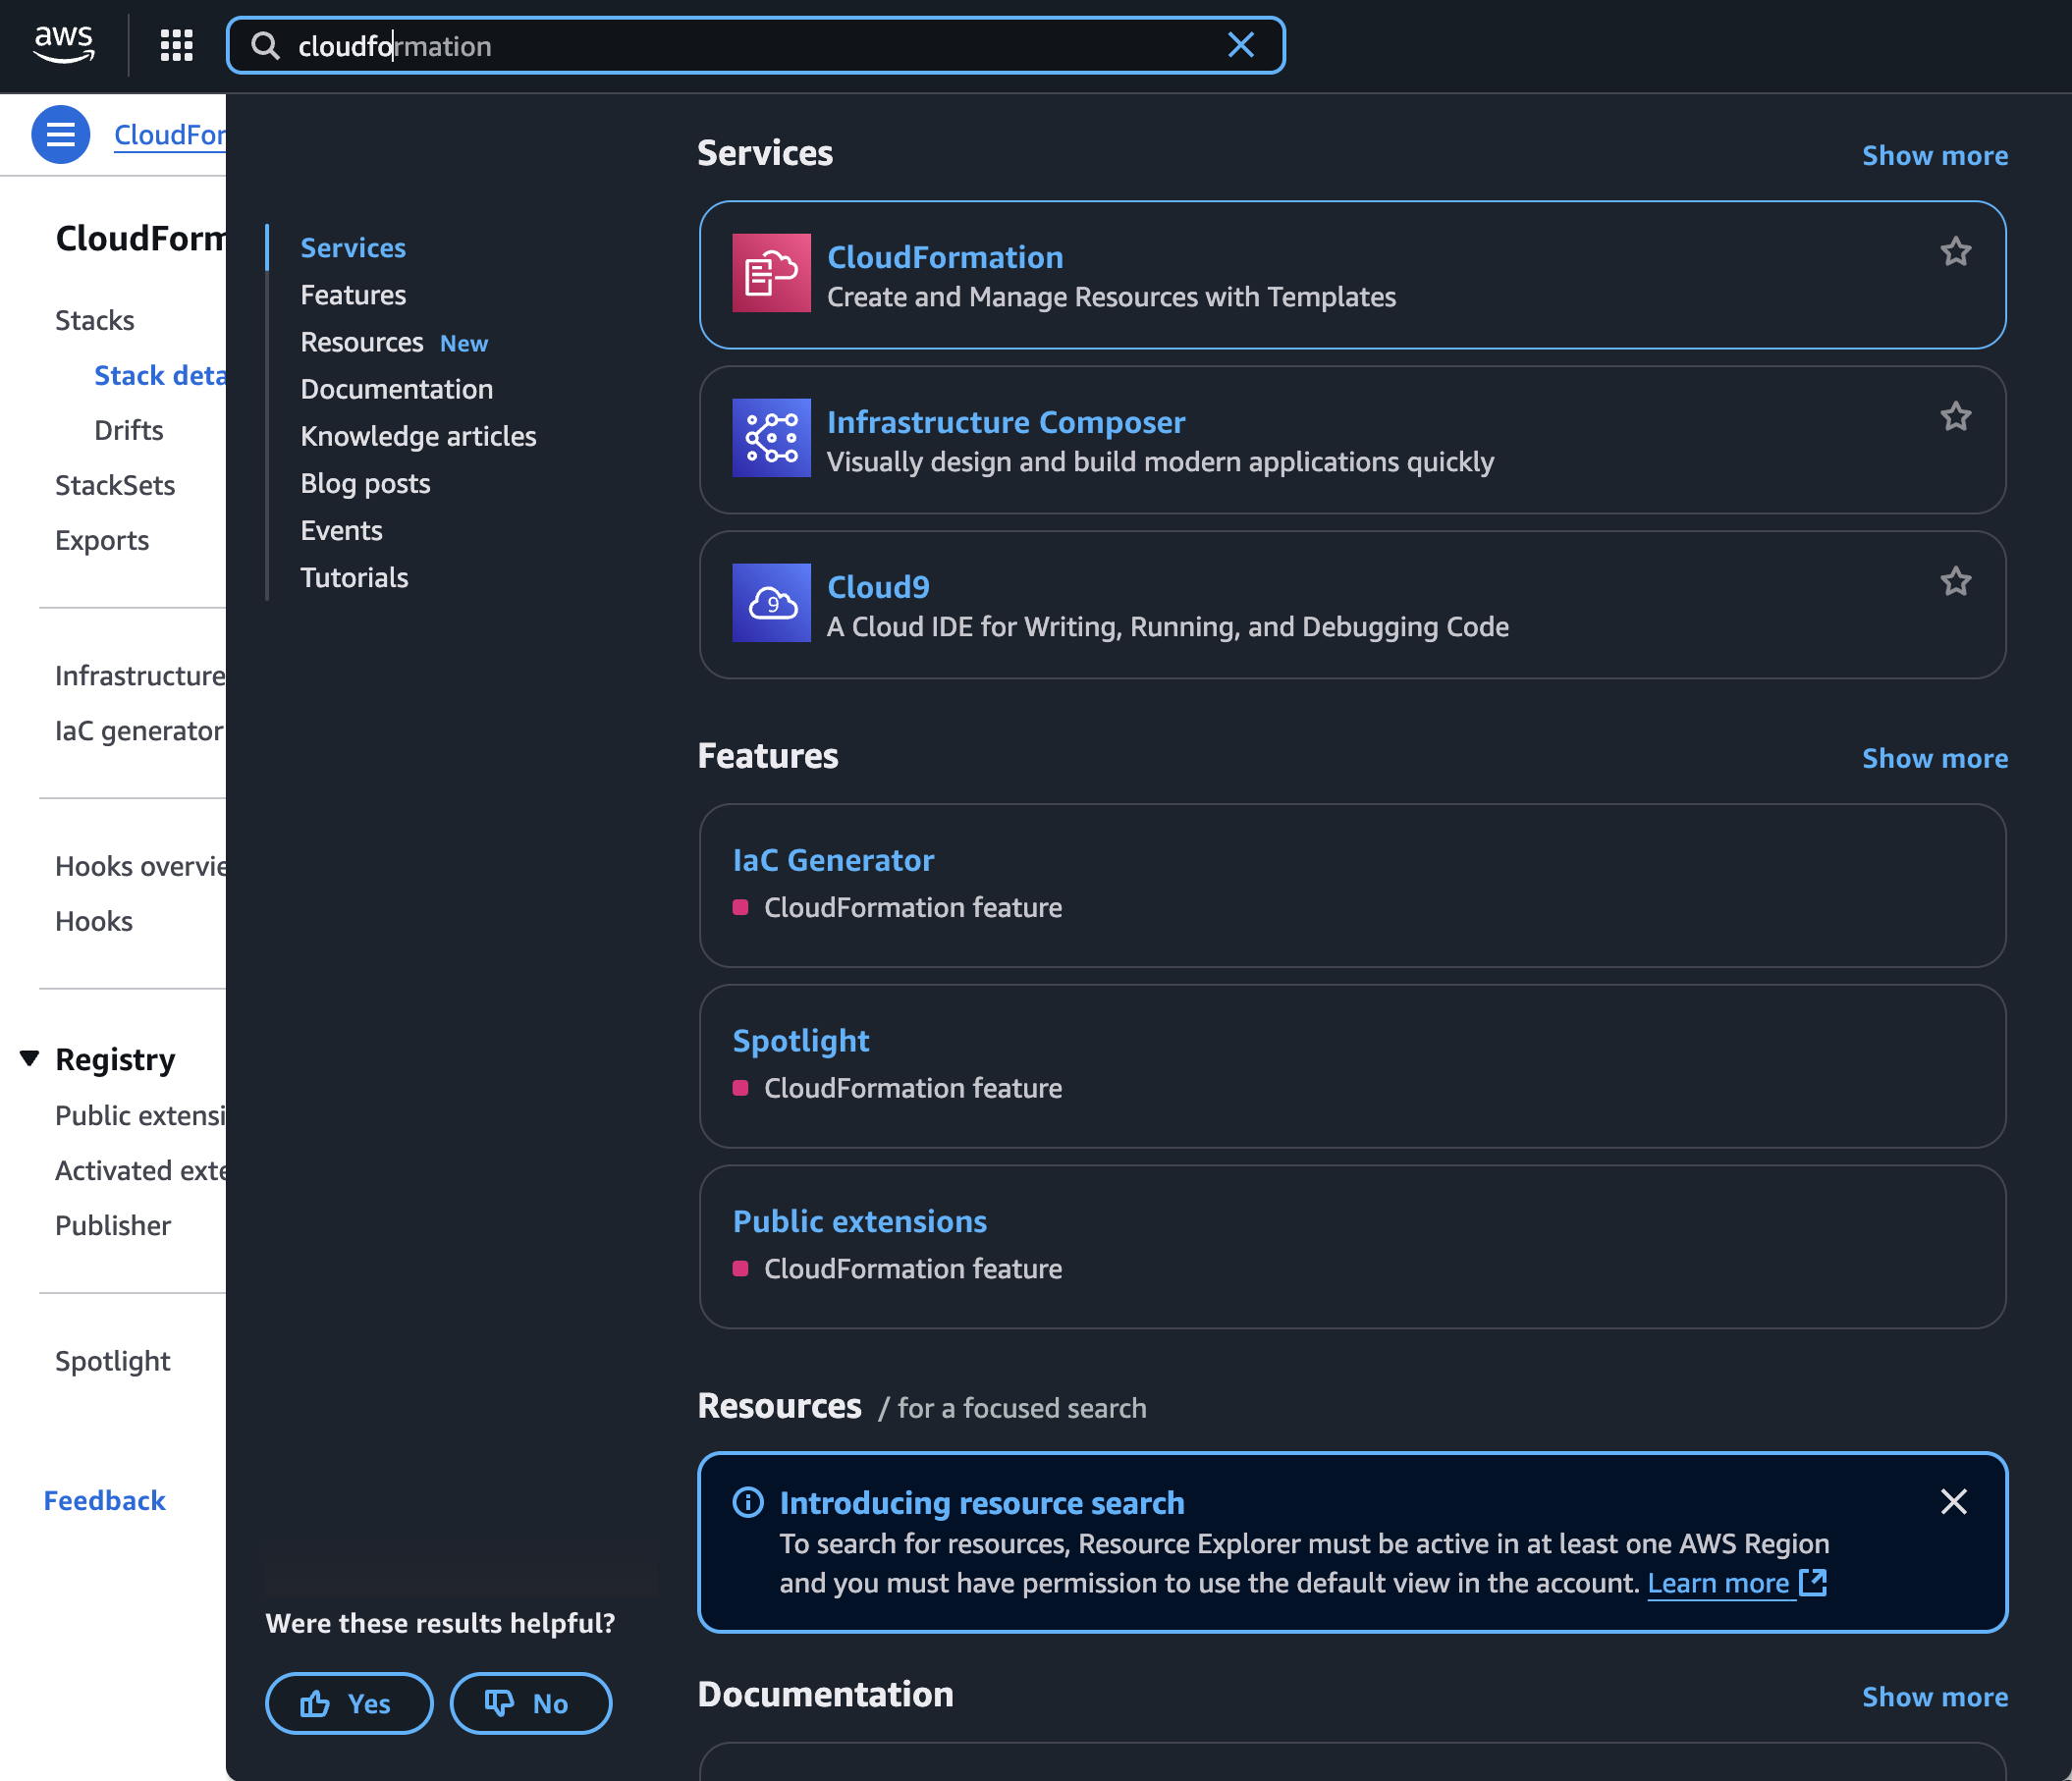 aws
cloudformation
CloudFor
CloudForm
Stacks
Stack deta
Drifts
StackSets
Exports
Infrastructure
IaC generator
Hooks overvie
Hooks
Registry
Public extensi
Activated exte
Publisher
Spotlight
Feedback
Services
Features
Resources New
Documentation
Knowledge articles
Blog posts
Events
Tutorials
Were these results helpful?
Yes
No
Services
Show more
CloudFormation
Create and Manage Resources with Templates
Infrastructure Composer
Visually design and build modern applications quickly
9
Cloud9
A Cloud IDE for Writing, Running, and Debugging Code
Features
Show more
IaC Generator
CloudFormation feature
Spotlight
CloudFormation feature
Public extensions
CloudFormation feature
Resources / for a focused search
Introducing resource search
To search for resources, Resource Explorer must be active in at least one AWS Region
and you must have permission to use the default view in the account. Learn more
Documentation
Show more